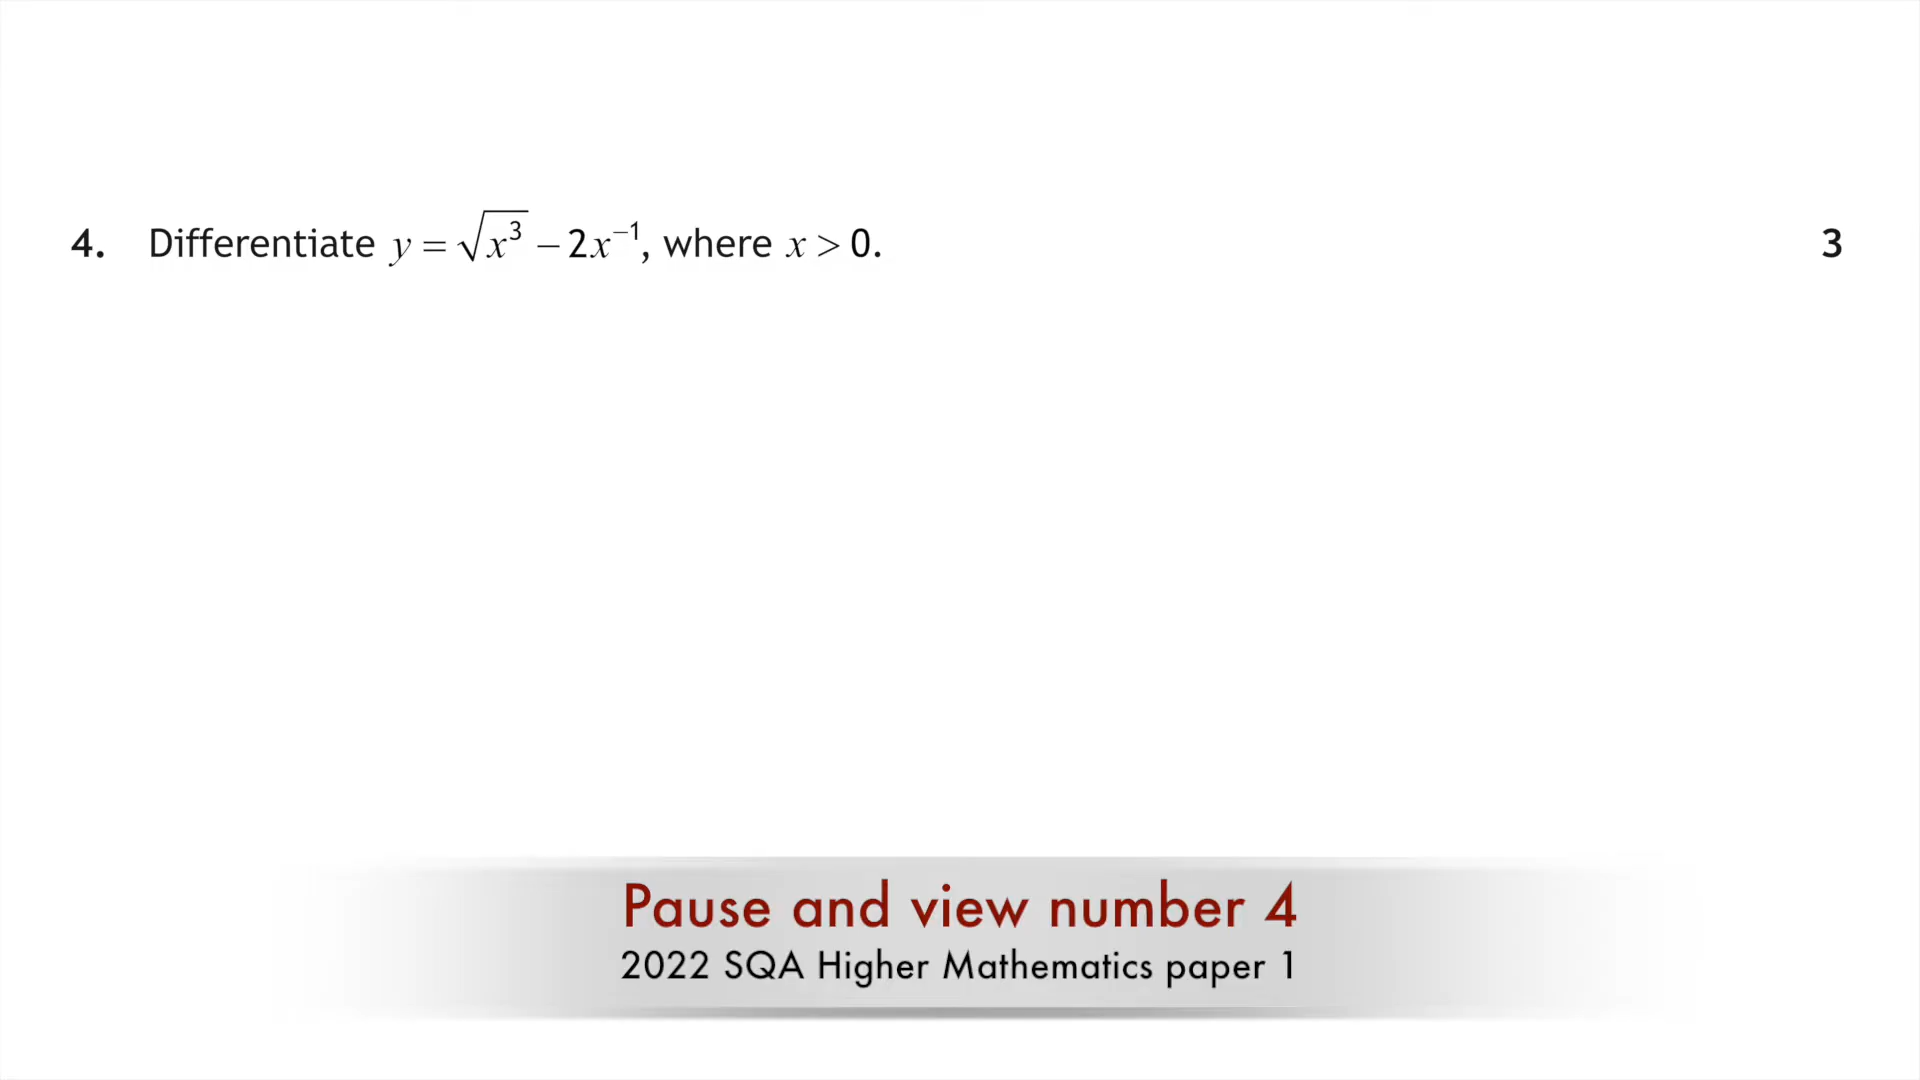 4. Differentiate y = √x³ − 2x⁻¹, where x > 0. 3
Pause and view number 4
2022 SQA Higher Mathematics paper 1